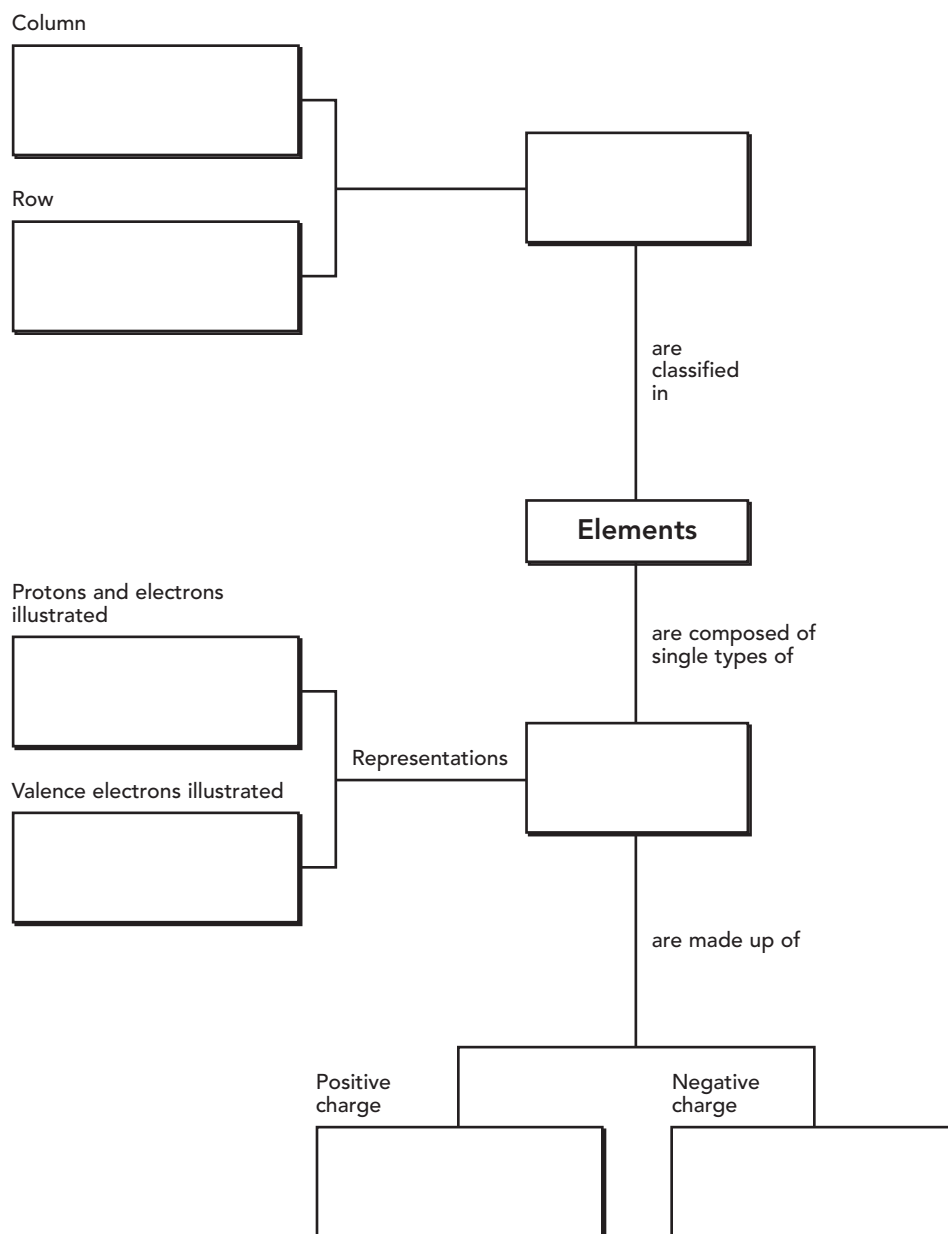 Column
Row
are
classified
in
Elements
Protons and electrons
illustrated
are composed of
single types of
Representations
Valence electrons illustrated
are made up of
Positive
charge
Negative
charge